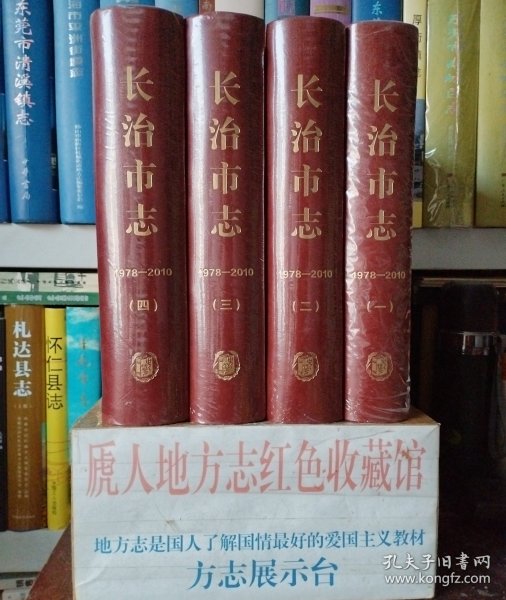 长治市志
1978—2010
（四）
长治市志
1978—2010
（三）
长治市志
1978—2010
（二）
长治市志
1978—2010
（一）
东莞市清溪镇志
中华书局
札达县志
怀仁县志
虒人地方志红色收藏馆
地方志是国人了解国情最好的爱国主义教材
方志展示台
孔夫子旧书网
www.kongfz.com